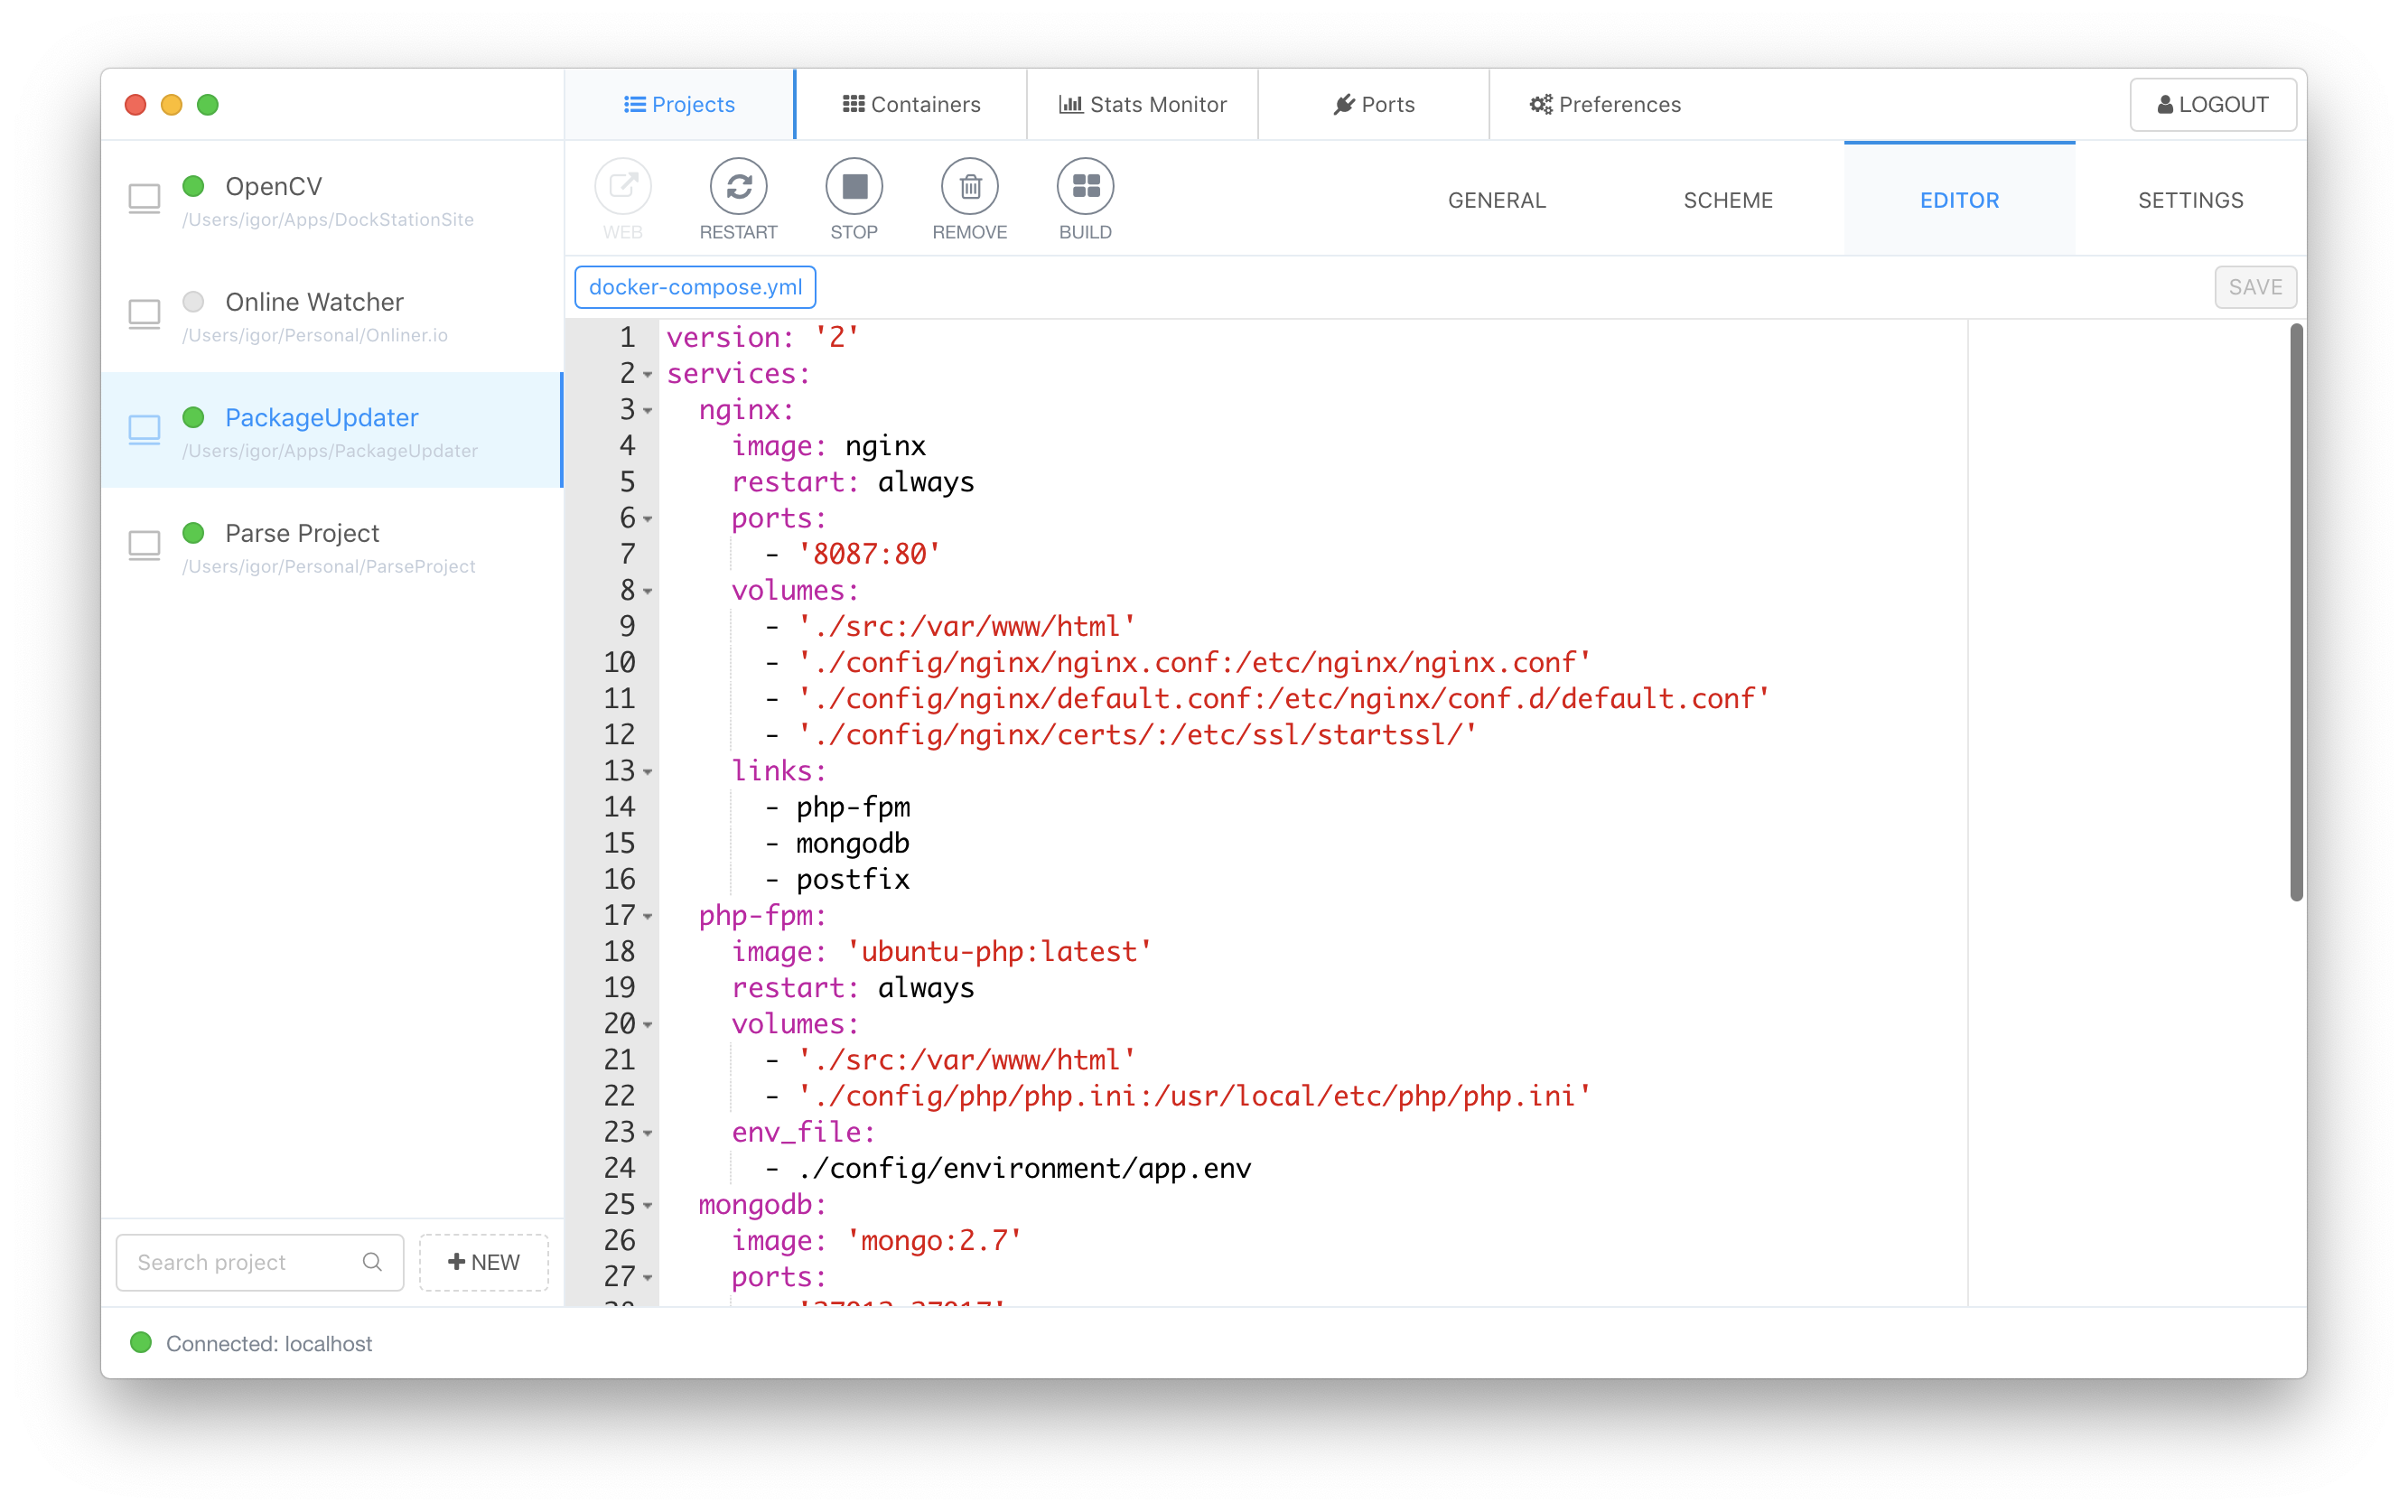 Projects
Containers
Stats Monitor
Ports
Preferences
LOGOUT
OpenCV
/Users/igor/Apps/DockStationSite
Online Watcher
/Users/igor/Personal/Onliner.io
PackageUpdater
/Users/igor/Apps/PackageUpdater
Parse Project
/Users/igor/Personal/ParseProject
Search project
NEW
WEB
RESTART
STOP
REMOVE
BUILD
GENERAL
SCHEME
EDITOR
SETTINGS
docker-compose.yml
SAVE
1 version: '2'
2 services:
3 nginx:
4 image: nginx
5 restart: always
6 ports:
7 - '8087:80'
8 volumes:
9 - './src:/var/www/html'
10 - './config/nginx/nginx.conf:/etc/nginx/nginx.conf'
11 - './config/nginx/default.conf:/etc/nginx/conf.d/default.conf'
12 - './config/nginx/certs/:/etc/ssl/startssl/'
13 links:
14 - php-fpm
15 - mongodb
16 - postfix
17 php-fpm:
18 image: 'ubuntu-php:latest'
19 restart: always
20 volumes:
21 - './src:/var/www/html'
22 - './config/php/php.ini:/usr/local/etc/php/php.ini'
23 env_file:
24 - ./config/environment/app.env
25 mongodb:
26 image: 'mongo:2.7'
27 ports:
Connected: localhost